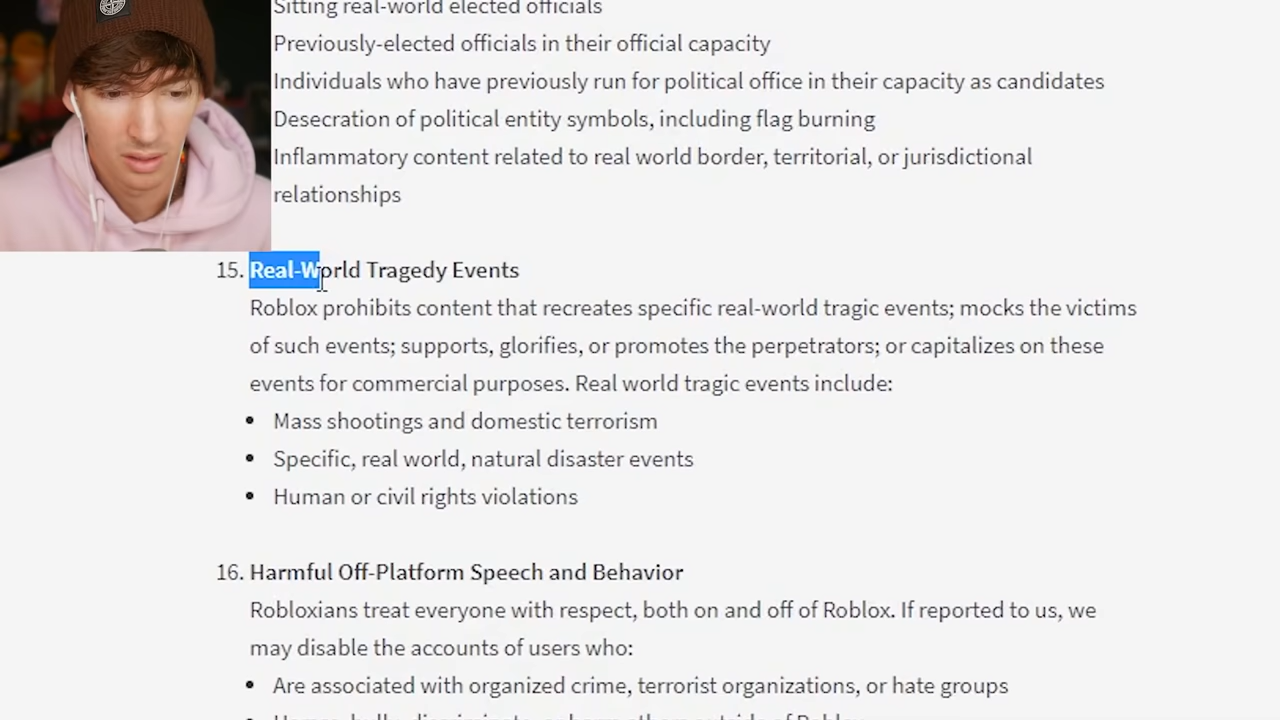 Sitting real-world elected officials
Previously-elected officials in their official capacity
Individuals who have previously run for political office in their capacity as candidates
Desecration of political entity symbols, including flag burning
Inflammatory content related to real world border, territorial, or jurisdictional
relationships
15. Real-World Tragedy Events
Roblox prohibits content that recreates specific real-world tragic events; mocks the victims
of such events; supports, glorifies, or promotes the perpetrators; or capitalizes on these
events for commercial purposes. Real world tragic events include:
• Mass shootings and domestic terrorism
• Specific, real world, natural disaster events
• Human or civil rights violations
16. Harmful Off-Platform Speech and Behavior
Robloxians treat everyone with respect, both on and off of Roblox. If reported to us, we
may disable the accounts of users who:
• Are associated with organized crime, terrorist organizations, or hate groups